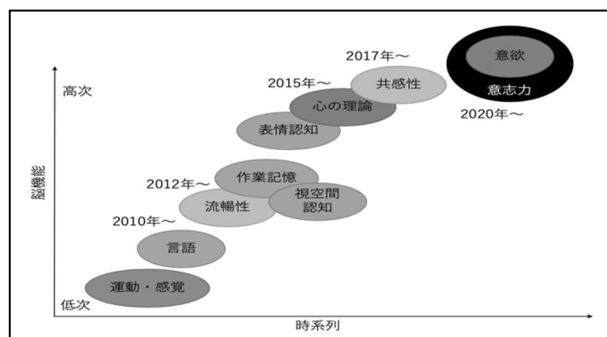 2017年～
意欲
高次
2015年～
共感性
意志力
心の理論
2020年～
表情認知
脳機能
2012年～
作業記憶
流暢性
視空間
認知
2010年～
言語
運動・感覚
低次
時系列